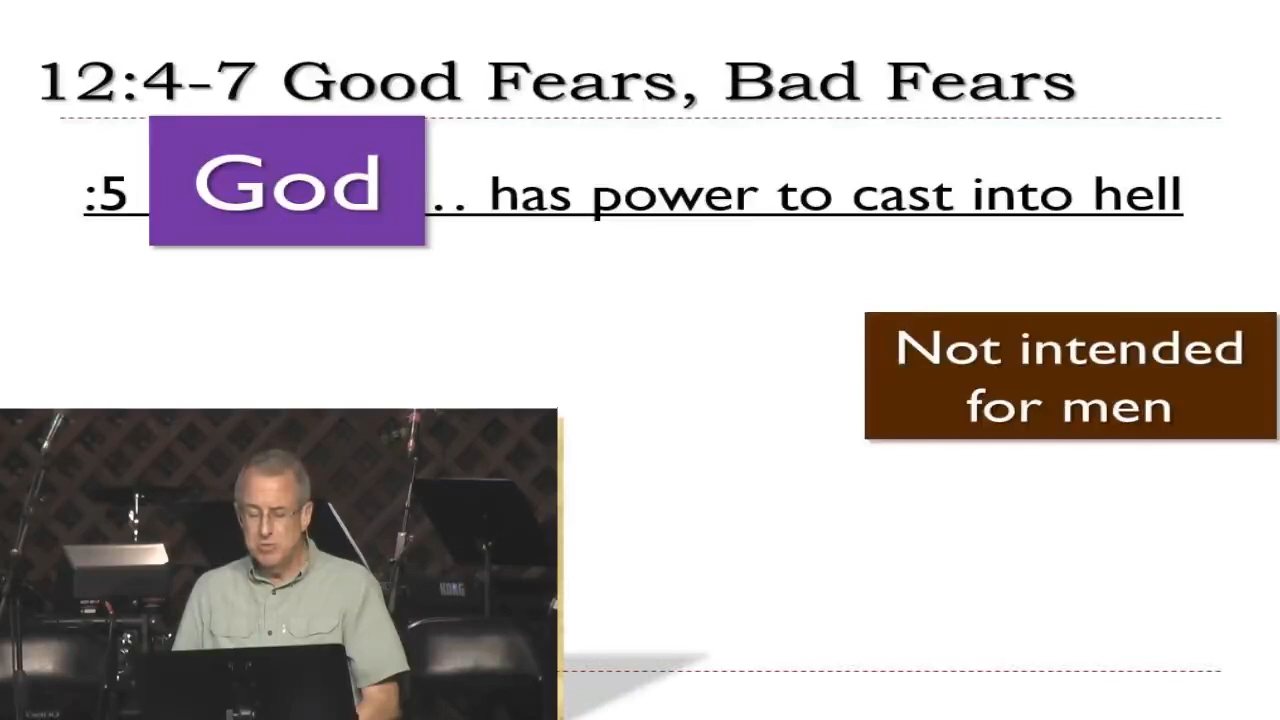 12:4-7 Good Fears, Bad Fears
:5 God .. has power to cast into hell
Not intended
for men
KORG